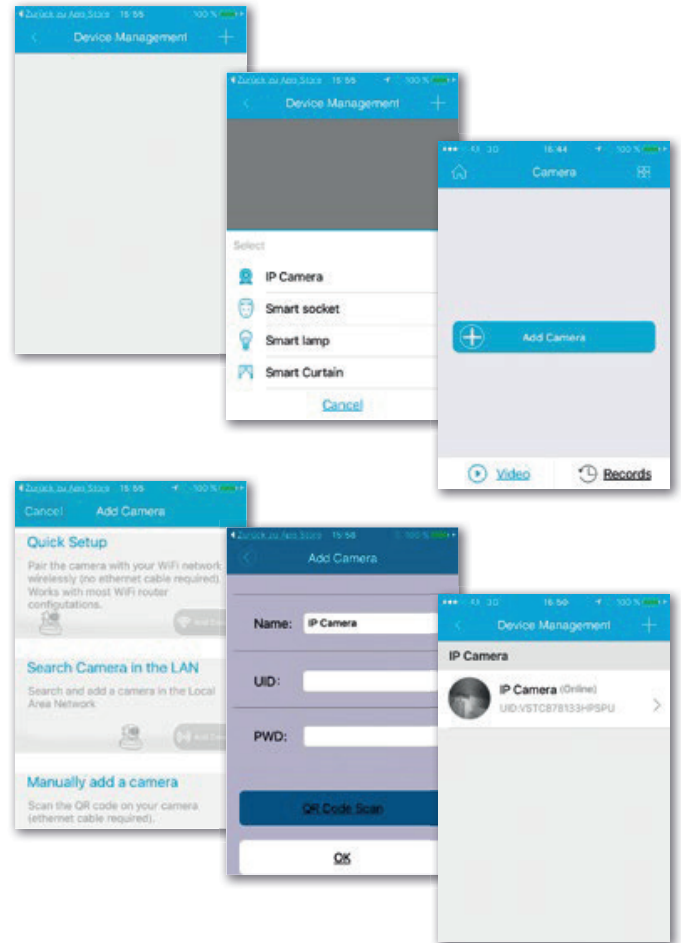 Zurück zu App Store 15:55 100 %
Device Management
Zurück zu App Store 15:55 100 %
Device Management
Select
IP Camera
Smart socket
Smart lamp
Smart Curtain
Cancel
3G 16:44 100 %
Camera
Add Camera
Video Records
Zurück zu App Store 15:55 100 %
Cancel Add Camera
Quick Setup
Pair the camera with your WiFi network
wirelessly (no ethernet cable required).
Works with most WiFi router
configutations.
Search Camera in the LAN
Search and add a camera in the Local
Area Network
Manually add a camera
Scan the QR code on your camera
(ethernet cable required).
Zurück zu App Store 15:56 100 %
Add Camera
Name: IP Camera
UID:
PWD:
QR Code Scan
OK
3G 16:50 100 %
Device Management
IP Camera
IP Camera (Online)
UID:VSTC878133HPSPU